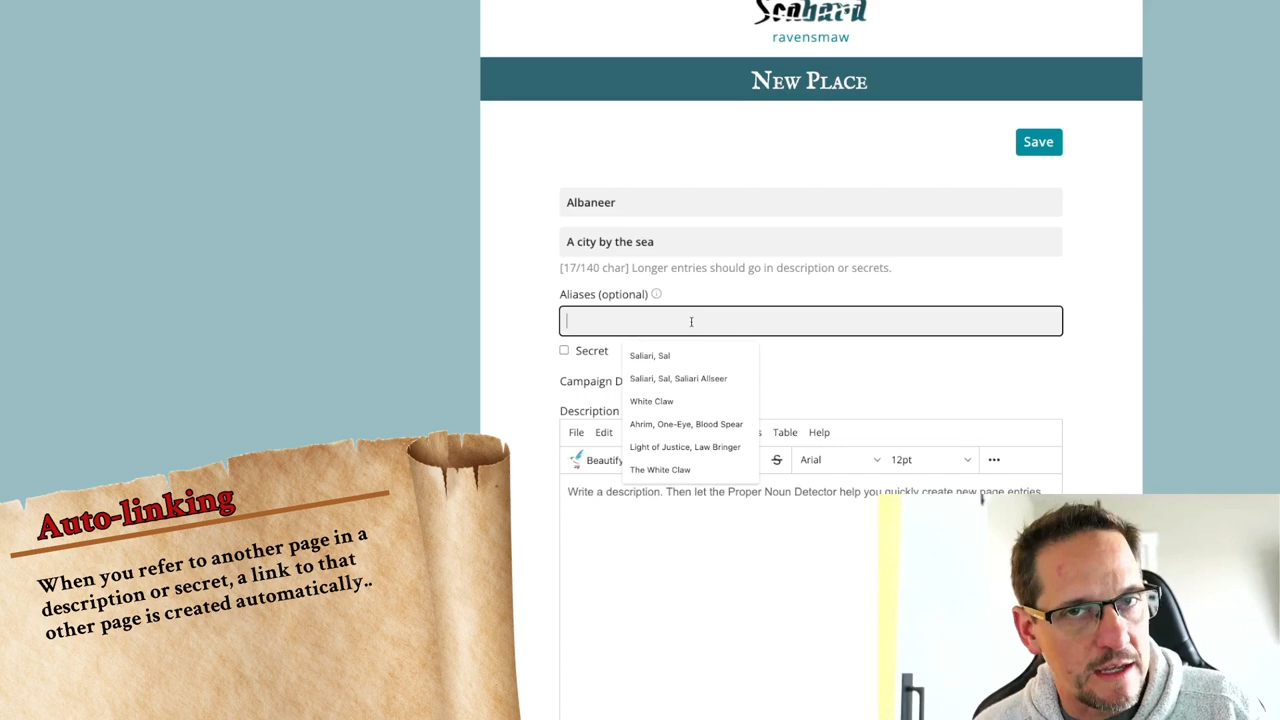 Scabard
ravensmaw
New Place
Save
Albaneer
A city by the sea
[17/140 char] Longer entries should go in description or secrets.
Aliases (optional)
Secret
Saliari, Sal
Saliari, Sal, Saliari Allseer
Campaign D
White Claw
Description
Ahrim, One-Eye, Blood Spear
File Edit Table Help
Light of Justice, Law Bringer
Beautify Arial 12pt
The White Claw
Write a description. Then let the Proper Noun Detector help you quickly create new page entries
Auto-linking
When you refer to another page in a
description or secret, a link to that
other page is created automatically..